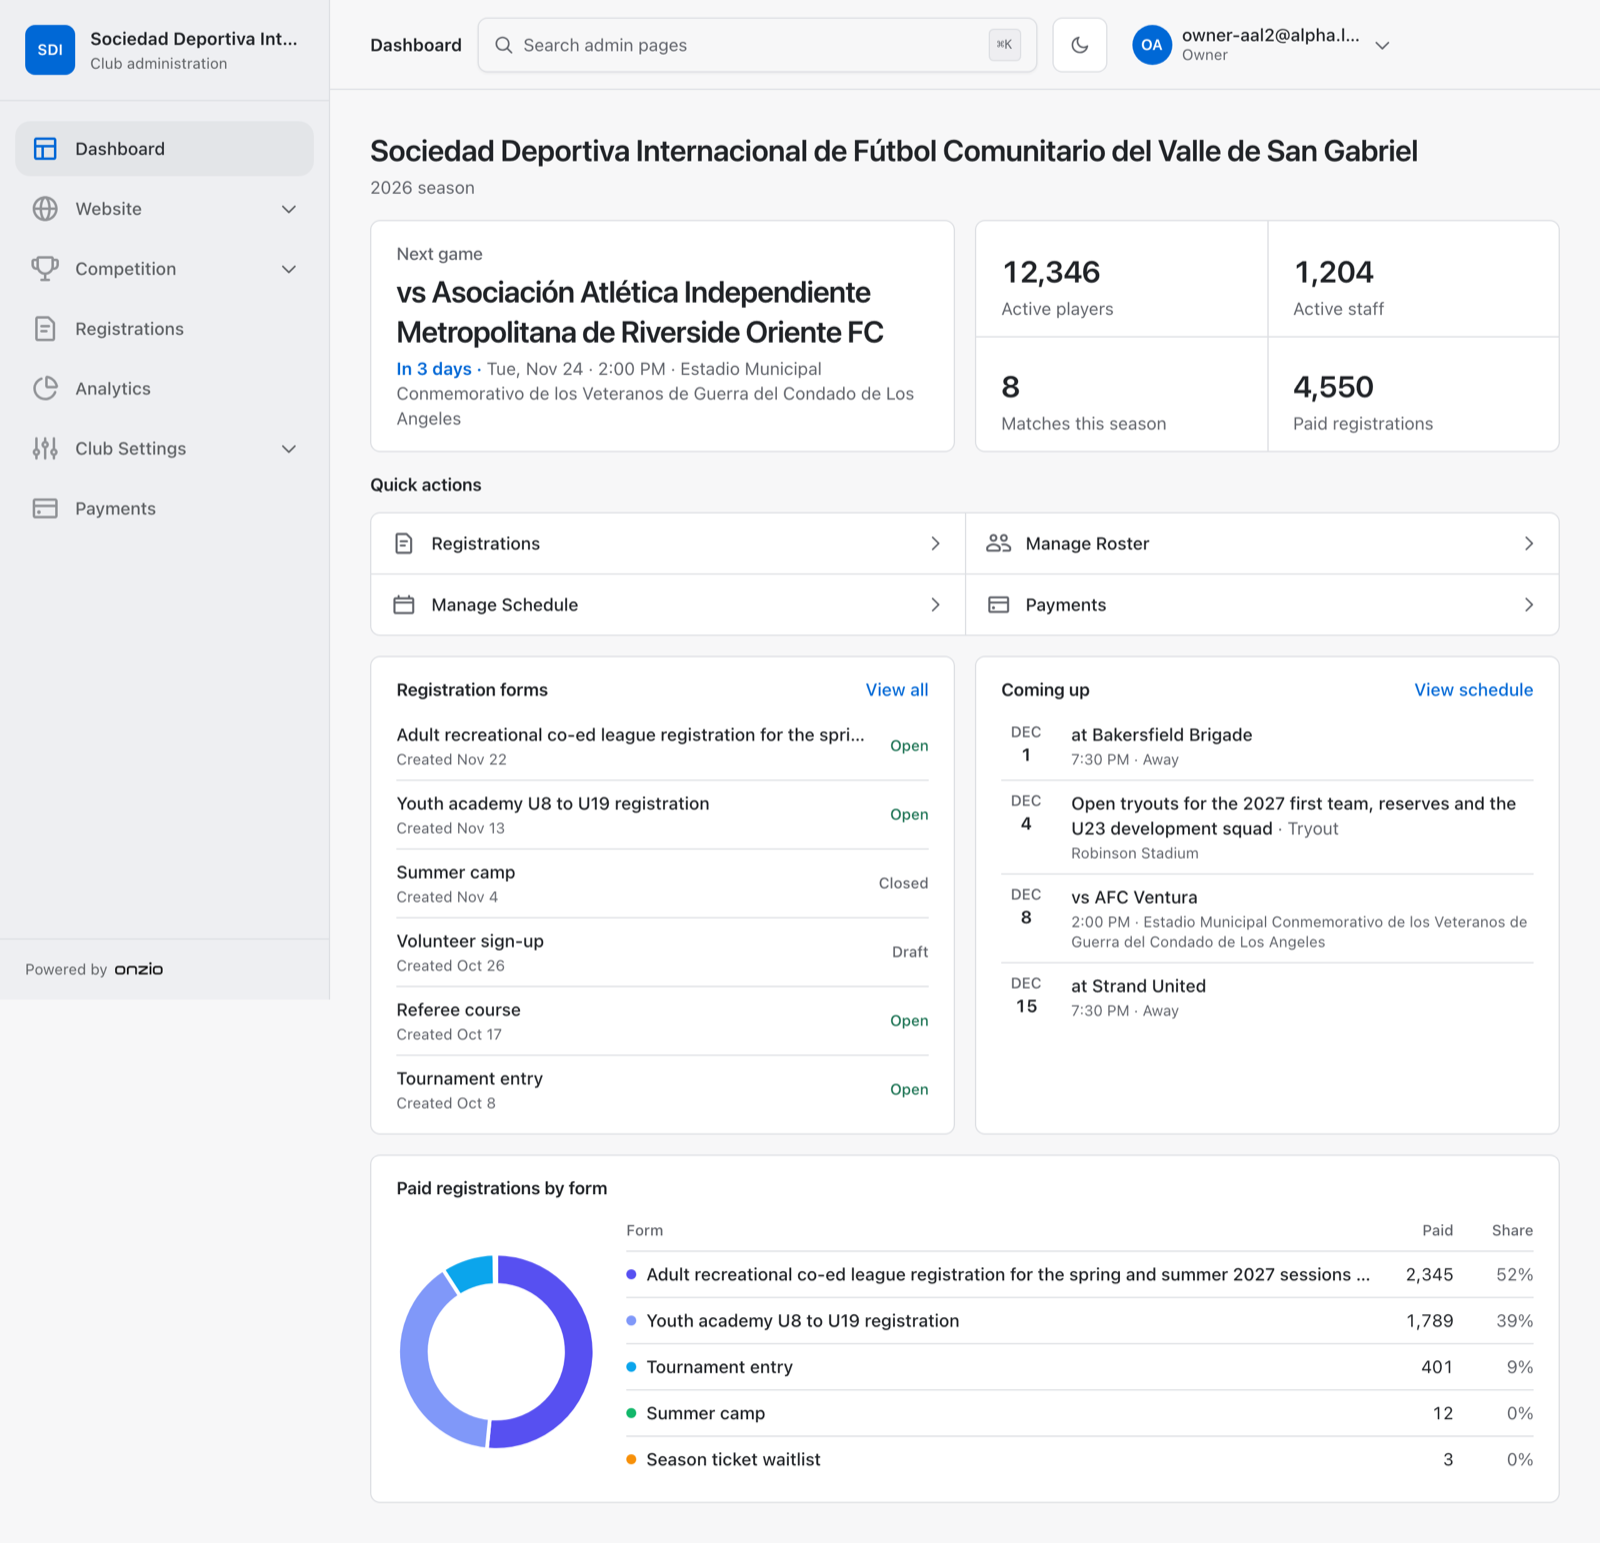 SDI
Sociedad Deportiva Int...
Club administration
Dashboard
Search admin pages
⌘K
OA
owner-aal2@alpha.l...
Owner
Dashboard
Website
Competition
Registrations
Analytics
Club Settings
Payments
Powered by onzio
Sociedad Deportiva Internacional de Fútbol Comunitario del Valle de San Gabriel
2026 season
Next game
vs Asociación Atlética Independiente
Metropolitana de Riverside Oriente FC
In 3 days · Tue, Nov 24 · 2:00 PM · Estadio Municipal
Conmemorativo de los Veteranos de Guerra del Condado de Los
Angeles
12,346
Active players
1,204
Active staff
8
Matches this season
4,550
Paid registrations
Quick actions
Registrations
Manage Roster
Manage Schedule
Payments
Registration forms
View all
Adult recreational co-ed league registration for the spri...
Created Nov 22
Open
Youth academy U8 to U19 registration
Created Nov 13
Open
Summer camp
Created Nov 4
Closed
Volunteer sign-up
Created Oct 26
Draft
Referee course
Created Oct 17
Open
Tournament entry
Created Oct 8
Open
Coming up
View schedule
DEC
1
at Bakersfield Brigade
7:30 PM · Away
DEC
4
Open tryouts for the 2027 first team, reserves and the
U23 development squad · Tryout
Robinson Stadium
DEC
8
vs AFC Ventura
2:00 PM · Estadio Municipal Conmemorativo de los Veteranos de
Guerra del Condado de Los Angeles
DEC
15
at Strand United
7:30 PM · Away
Paid registrations by form
Form Paid Share
Adult recreational co-ed league registration for the spring and summer 2027 sessions ... 2,345 52%
Youth academy U8 to U19 registration 1,789 39%
Tournament entry 401 9%
Summer camp 12 0%
Season ticket waitlist 3 0%